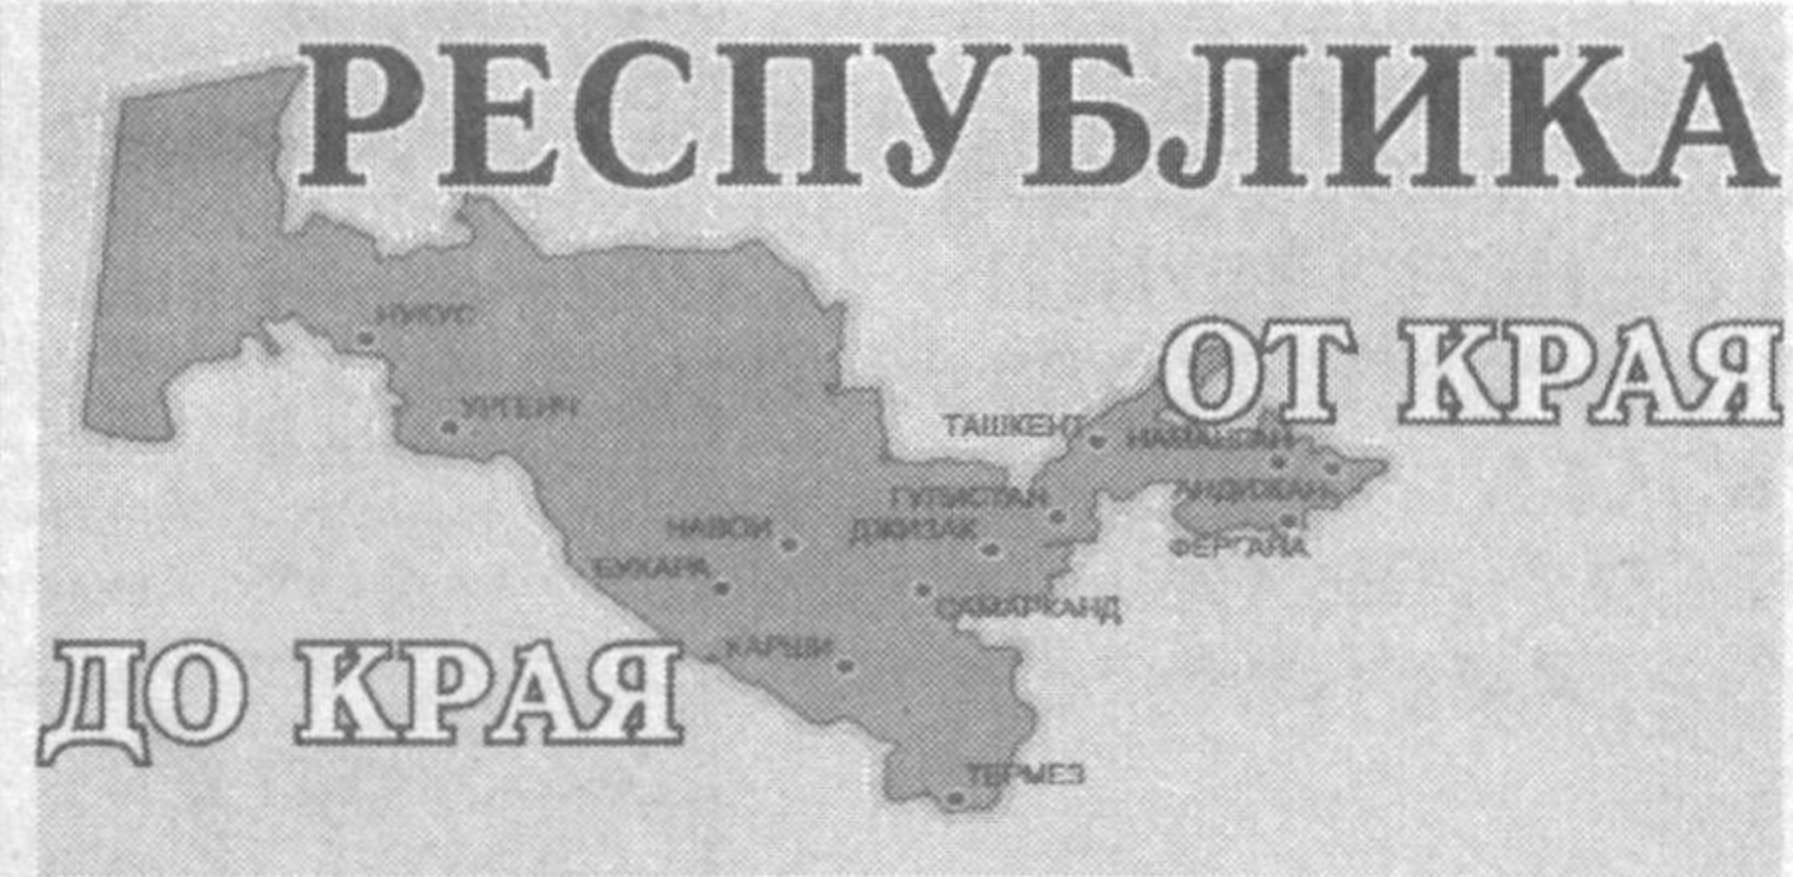 РЕСПУБЛИКА
ОТ КРАЯ
НУКУС
УРГЕНЧ
ТАШКЕНТ
НАМАНГАН
АНДИЖАН
ГУЛИСТАН
НАВОИ
ДЖИЗАК
ФЕРГАНА
БУХАРА
САМАРКАНД
КАРШИ
ДО КРАЯ
ТЕРМЕЗ